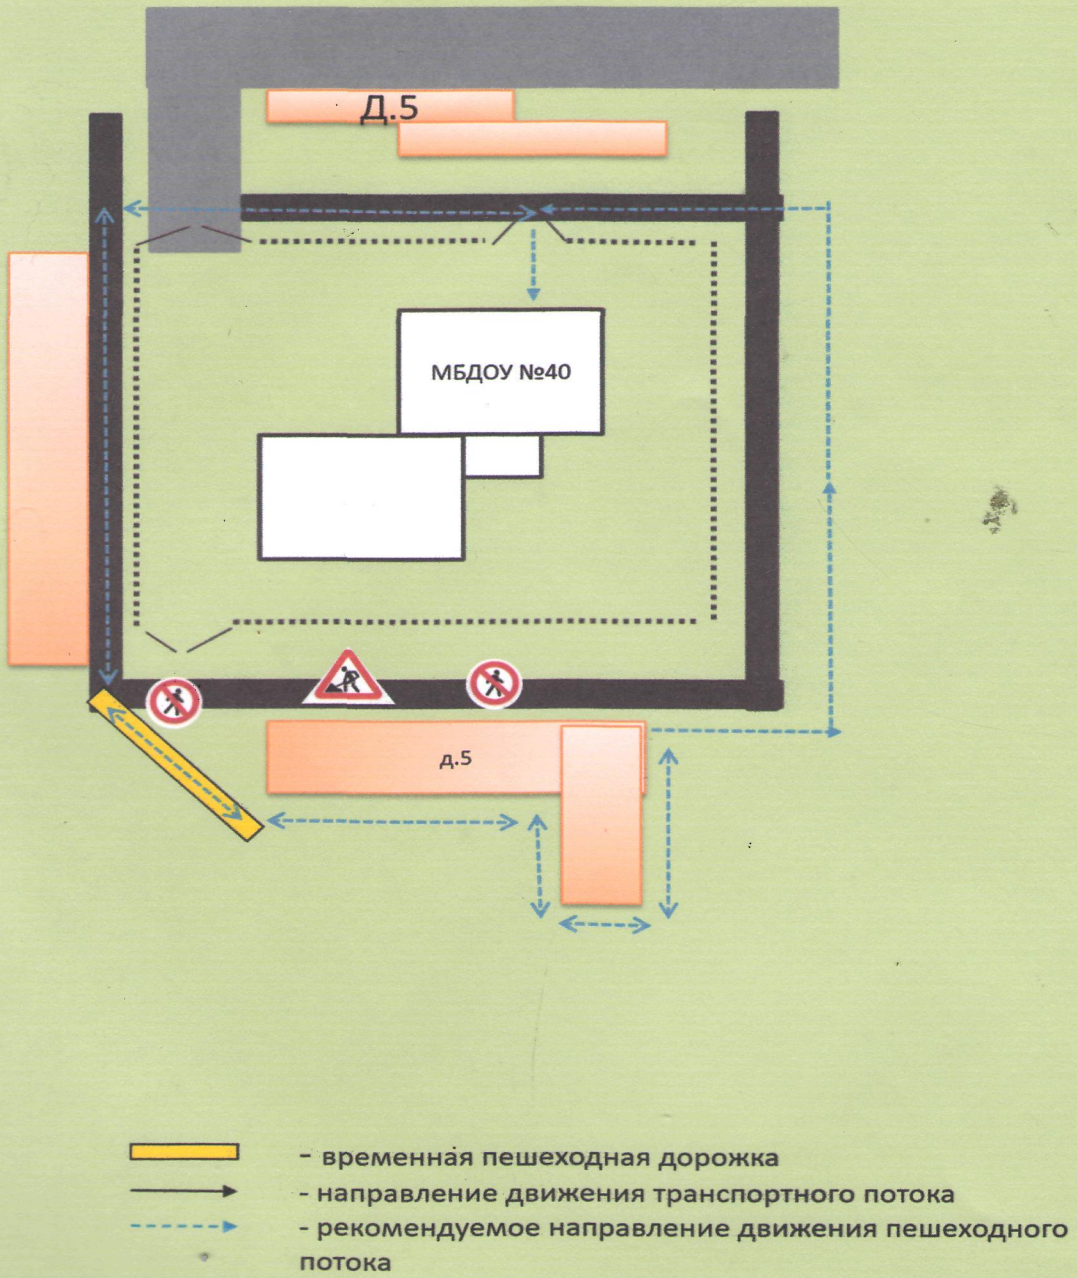 Д.5
МБДОУ №40
д.5
- временная пешеходная дорожка
- направление движения транспортного потока
- рекомендуемое направление движения пешеходного
потока